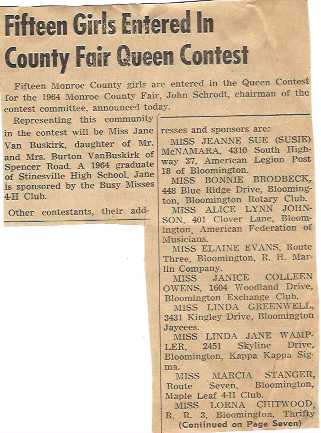 Fifteen Girls Entered In
County Fair Queen Contest
Fifteen Monroe County girls are entered in the Queen Contest
for the 1964 Monroe County Fair, John Schrodt, chairman of the
contest committee, announced today.
Representing this community
in the contest will be Miss Jane
Van Buskirk, daughter of Mr.
and Mrs. Burton VanBuskirk of
Spencer Road. A 1964 graduate
of Stinesville High School, Jane
is sponsored by the Busy Misses
4-H Club.
Other contestants, their add-
resses and sponsors are:
MISS JEANNE SUE (SUSIE)
McNAMARA, 4310 South High-
way 37, American Legion Post
18 of Bloomington.
MISS BONNIE BRODBECK,
448 Blue Ridge Drive, Blooming-
ton, Bloomington Rotary Club.
MISS ALICE LYNN JOHN-
SON, 401 Clover Lane, Bloom-
ington, American Federation of
Musicians.
MISS ELAINE EVANS, Route
Three, Bloomington, R. H. Mar-
lin Company.
MISS JANICE COLLEEN
OWENS, 1604 Woodland Drive,
Bloomington Exchange Club.
MISS LINDA GREENWELL,
3431 Kingley Drive, Bloomington
Jaycees.
MISS LINDA JANE WAMP-
LER, 2451 Skyline Drive,
Bloomington, Kappa Kappa Sig-
ma.
MISS MARCIA STANGER,
Route Seven, Bloomington,
Maple Leaf 4-H Club.
MISS LORNA CHITWOOD,
R. R. 3, Bloomington, Thrifty
(Continued on Page Seven)